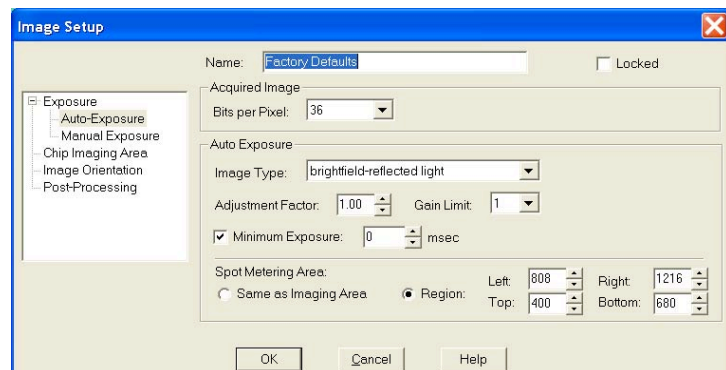 Image Setup
Name: Factory Defaults
Locked
Exposure
Auto-Exposure
Manual Exposure
Chip Imaging Area
Image Orientation
Post-Processing
Acquired Image
Bits per Pixel: 36
Auto Exposure
Image Type: brightfield-reflected light
Adjustment Factor: 1.00 Gain Limit: 1
Minimum Exposure: 0 msec
Spot Metering Area:
Same as Imaging Area Region:
Left: 808 Right: 1216
Top: 400 Bottom: 680
OK Cancel Help